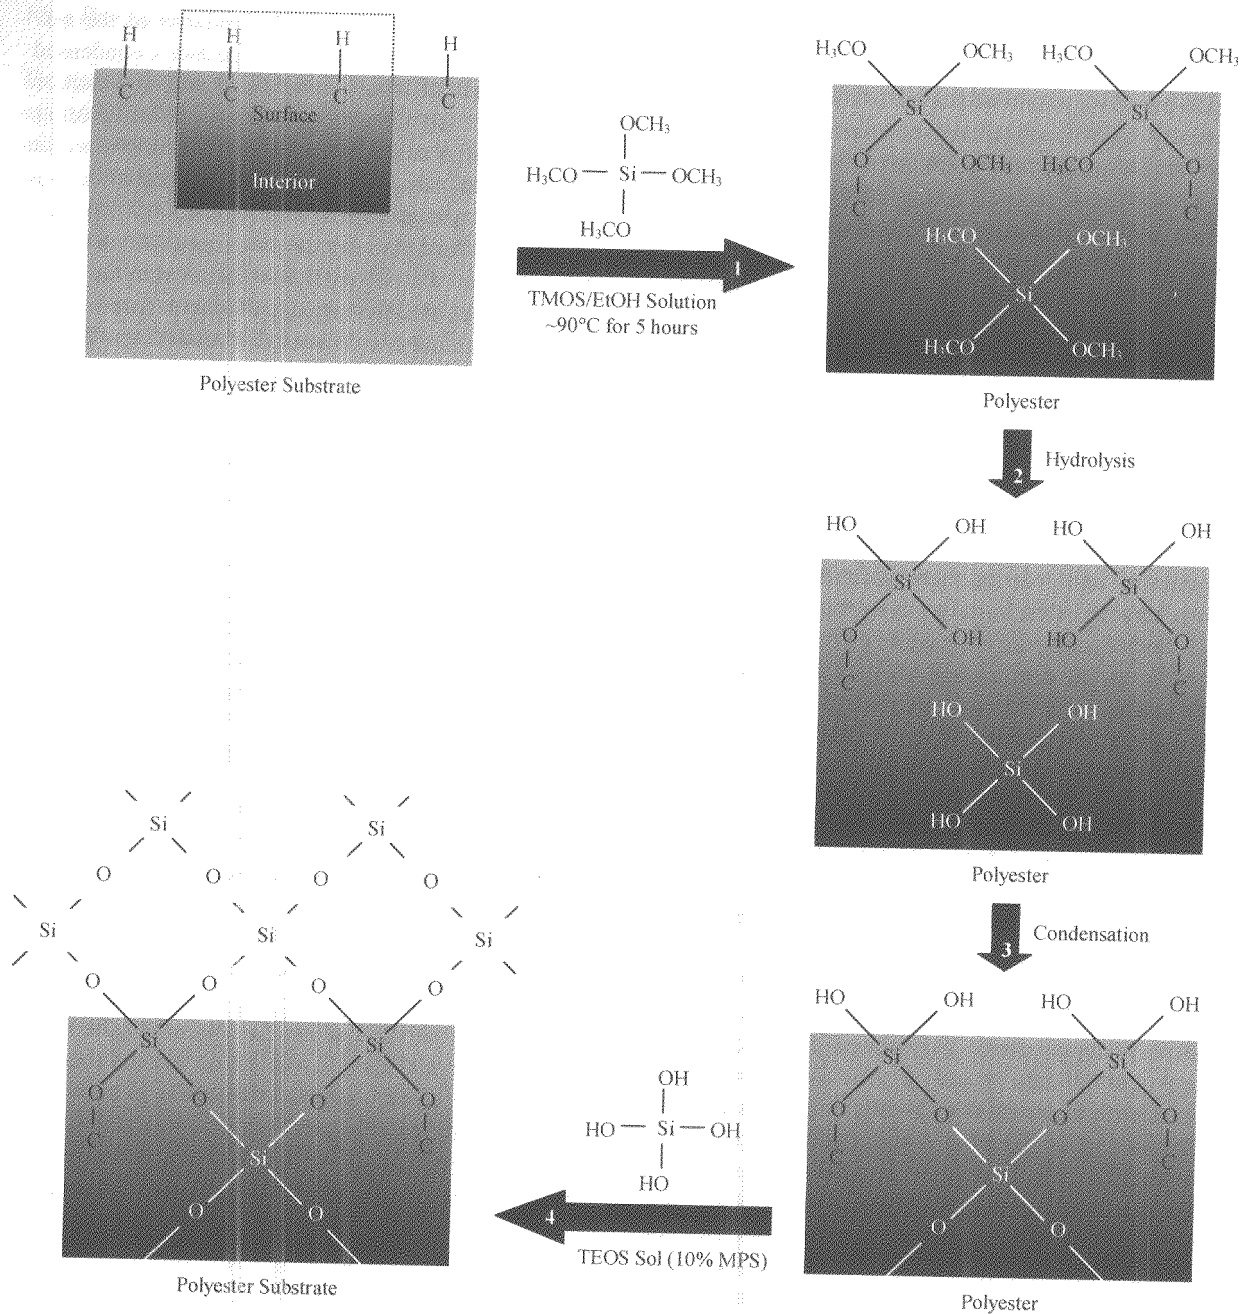 H H H H
C C C C
Surface
Interior
Polyester Substrate
OCH₃
H₃CO Si OCH₃
H₃CO
1
TMOS/EtOH Solution
~90°C for 5 hours
H₃CO OCH₃ H₃CO OCH₃
Si Si
O OCH₃ H₃CO O
C C
H₃CO OCH₃
Si
H₃CO OCH₃
Polyester
2 Hydrolysis
HO OH HO OH
Si Si
O OH HO O
C C
HO OH
Si
HO OH
Polyester
3 Condensation
HO OH HO OH
Si Si
O O O O
C C
Si
O O
Polyester
OH
HO Si OH
HO
4
TEOS Sol (10% MPS)
Si Si
O O O O
Si Si Si
O O O O
Si Si
O O O O
C C
Si
O O
Polyester Substrate